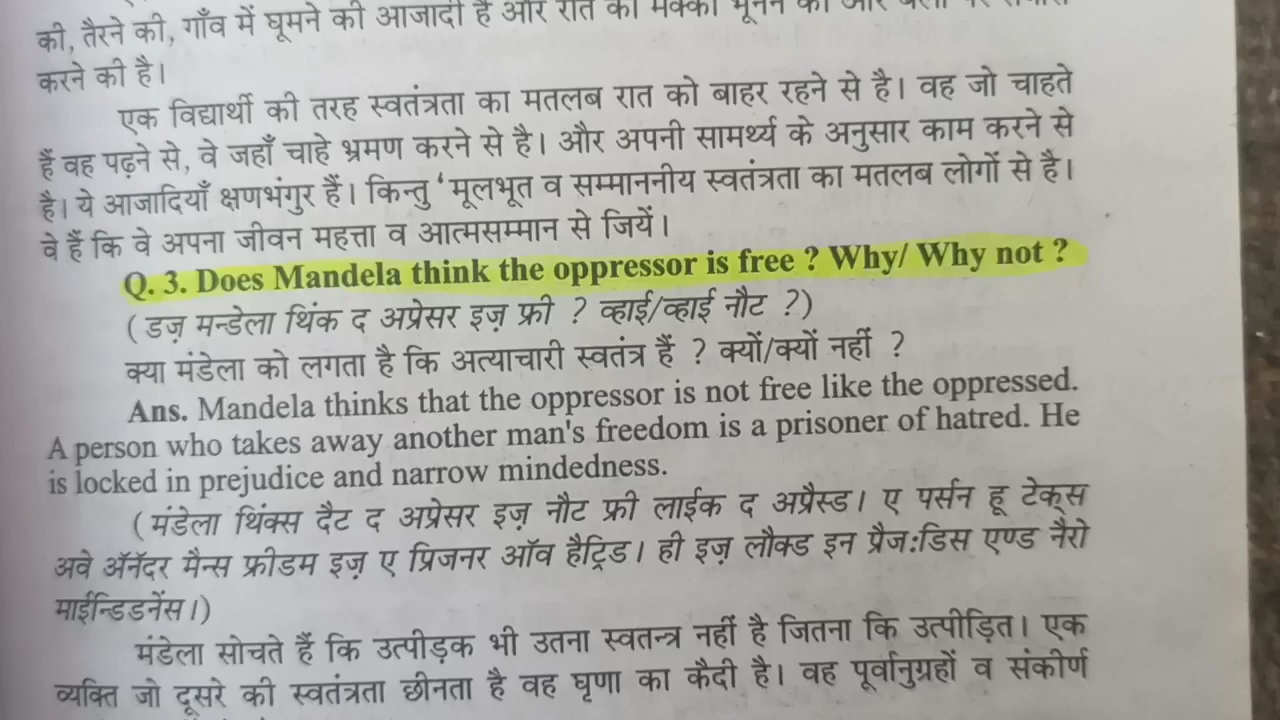 की, तैरने की, गाँव में घूमने की आजादी है और रात को मक्का भूनने की और
करने की है।
एक विद्यार्थी की तरह स्वतंत्रता का मतलब रात को बाहर रहने से है। वह जो चाहते
हैं वह पढ़ने से, वे जहाँ चाहे भ्रमण करने से है। और अपनी सामर्थ्य के अनुसार काम करने से
है। ये आजादियाँ क्षणभंगुर हैं। किन्तु ‘मूलभूत व सम्माननीय स्वतंत्रता का मतलब लोगों से है।
वे हैं कि वे अपना जीवन महत्ता व आत्मसम्मान से जियें।
Q. 3. Does Mandela think the oppressor is free ? Why/ Why not ?
(डज़ मन्डेला थिंक द अप्रेसर इज़ फ्री ? व्हाई/व्हाई नौट ?)
क्या मंडेला को लगता है कि अत्याचारी स्वतंत्र हैं ? क्यों/क्यों नहीं ?
Ans. Mandela thinks that the oppressor is not free like the oppressed.
A person who takes away another man's freedom is a prisoner of hatred. He
is locked in prejudice and narrow mindedness.
(मंडेला थिंक्स दैट द अप्रेसर इज़ नौट फ्री लाईक द अप्रैस्ड। ए पर्सन हू टेक्स
अवे अॅनॅदर मैन्स फ्रीडम इज़ ए प्रिजनर ऑव हैट्रिड। ही इज़ लौक्ड इन प्रैज:डिस एण्ड नैरो
माईन्डिडनेंस।)
मंडेला सोचते हैं कि उत्पीड़क भी उतना स्वतन्त्र नहीं है जितना कि उत्पीड़ित। एक
व्यक्ति जो दूसरे की स्वतंत्रता छीनता है वह घृणा का कैदी है। वह पूर्वानुग्रहों व संकीर्ण